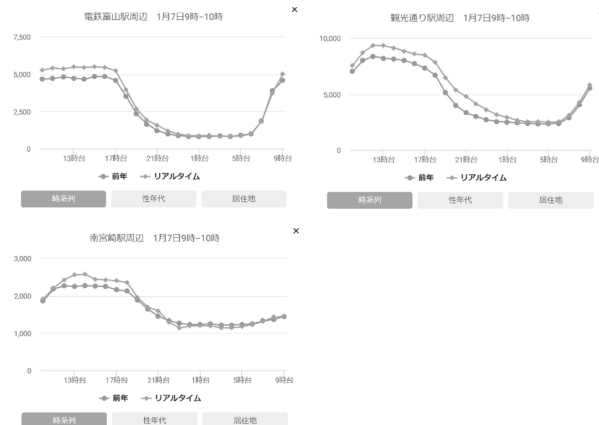 電鉄富山駅周辺　1月7日9時−10時
×
7,500
5,000
2,500
0
13時台 17時台 21時台 1時台 5時台 9時台
前年 リアルタイム
時系列 性年代 居住地
観光通り駅周辺　1月7日9時−10時
×
10,000
5,000
0
13時台 17時台 21時台 1時台 5時台 9時台
前年 リアルタイム
時系列 性年代 居住地
南宮崎駅周辺　1月7日9時−10時
×
3,000
2,000
1,000
0
13時台 17時台 21時台 1時台 5時台 9時台
前年 リアルタイム
時系列 性年代 居住地